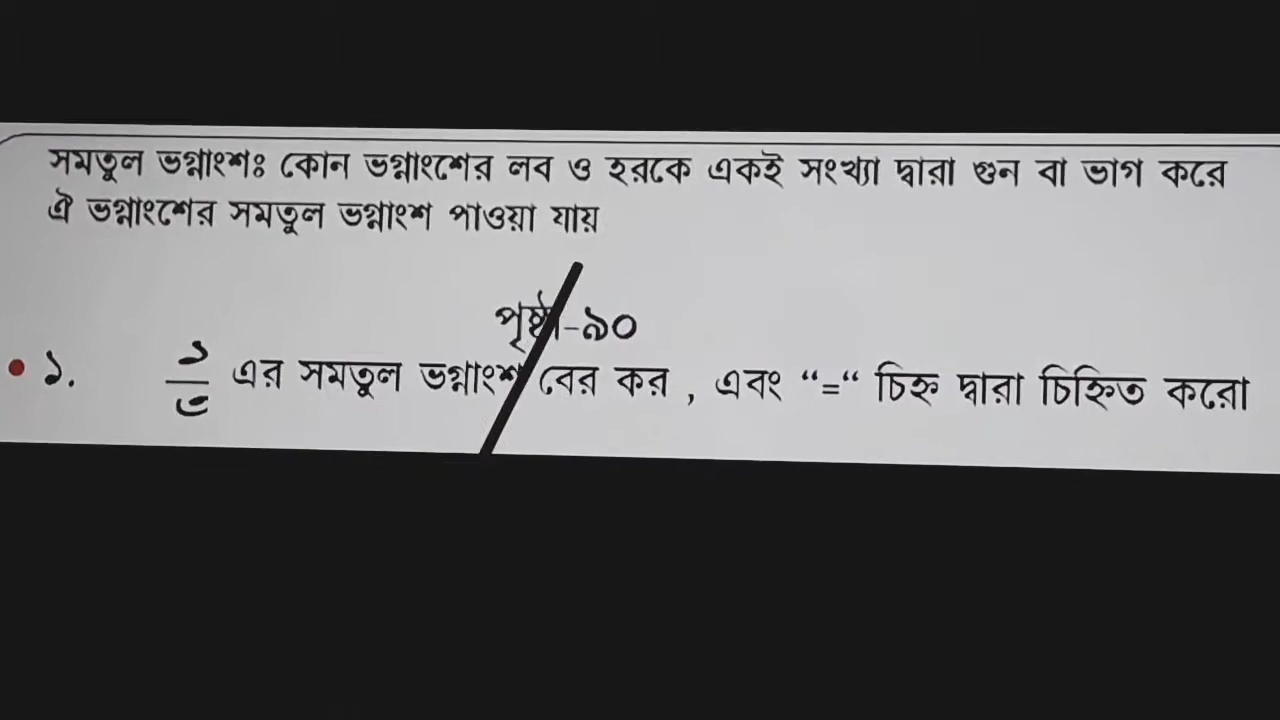 সমতুল ভগ্নাংশঃ কোন ভগ্নাংশের লব ও হরকে একই সংখ্যা দ্বারা গুন বা ভাগ করে
ঐ ভগ্নাংশের সমতুল ভগ্নাংশ পাওয়া যায়
পৃষ্ঠা-৯০
১. ১/৩ এর সমতুল ভগ্নাংশ বের কর , এবং “=“ চিহ্ন দ্বারা চিহ্নিত করো